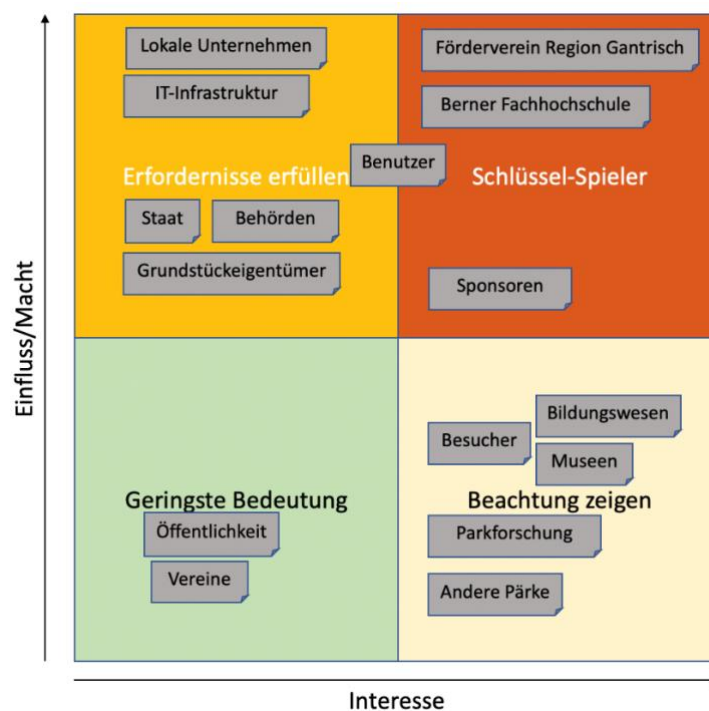 Einfluss/Macht
Lokale Unternehmen
IT-Infrastruktur
Benutzer
Erfordernisse erfüllen
Staat
Behörden
Grundstückeigentümer
Förderverein Region Gantrisch
Berner Fachhochschule
Schlüssel-Spieler
Sponsoren
Geringste Bedeutung
Öffentlichkeit
Vereine
Bildungswesen
Besucher
Museen
Beachtung zeigen
Parkforschung
Andere Pärke
Interesse